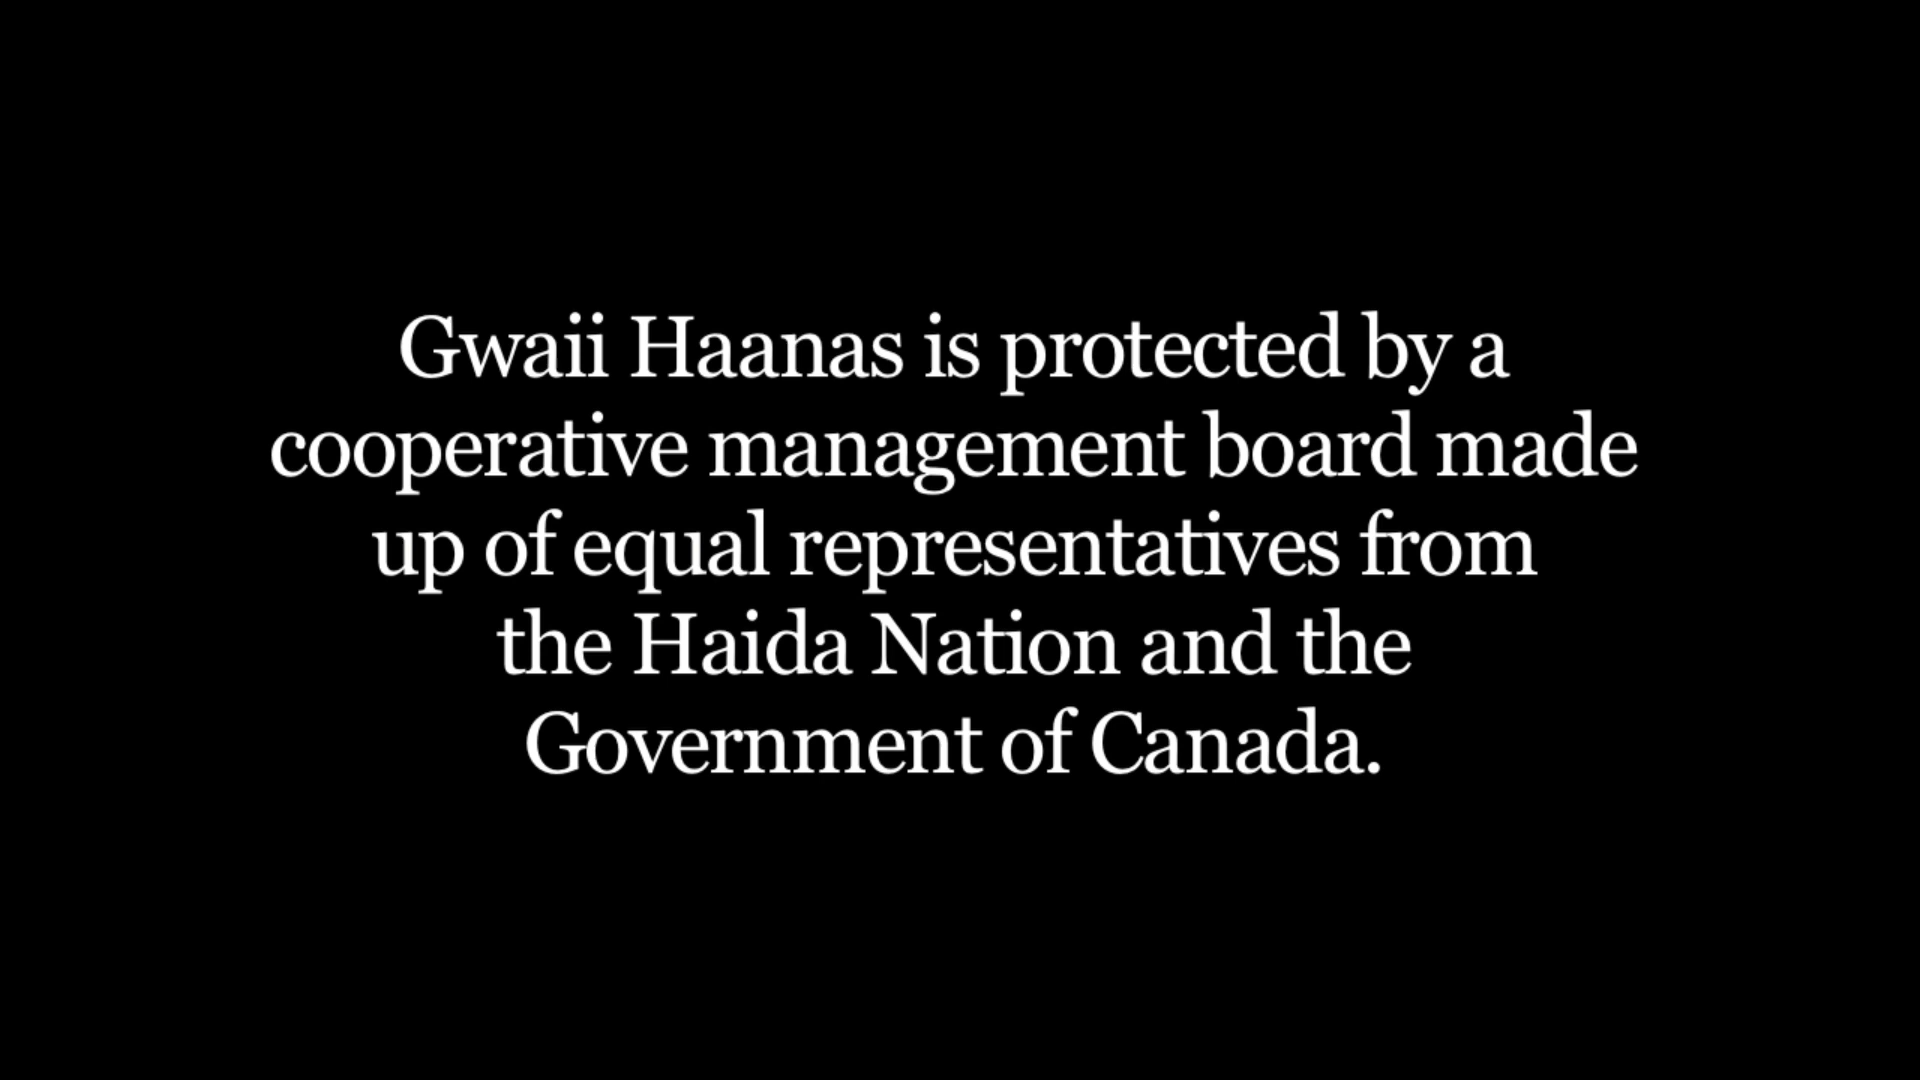 Gwaii Haanas is protected by a
cooperative management board made
up of equal representatives from
the Haida Nation and the
Government of Canada.